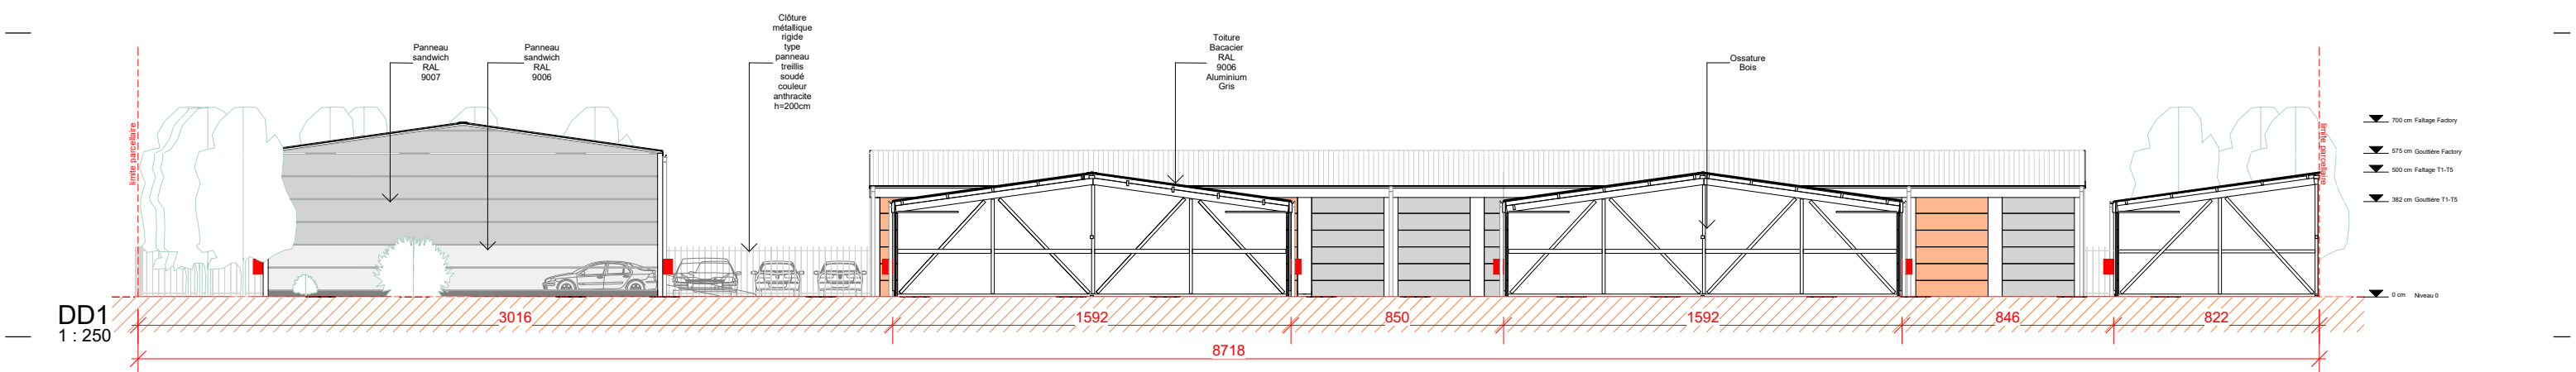 Clôture
métallique
rigide
type
panneau
treillis
soudé
couleur
anthracite
h=200cm
Panneau
sandwich
RAL
9007
Panneau
sandwich
RAL
9006
Toiture
Bacacier
RAL
9006
Aluminium
Gris
Ossature
Bois
limite parcellaire
limite parcellaire
700 cm Faîtage Factory
575 cm Gouttière Factory
500 cm Faîtage T1-T5
382 cm Gouttière T1-T5
0 cm Niveau 0
DD1
1 : 250
3016
1592
850
1592
846
822
8718